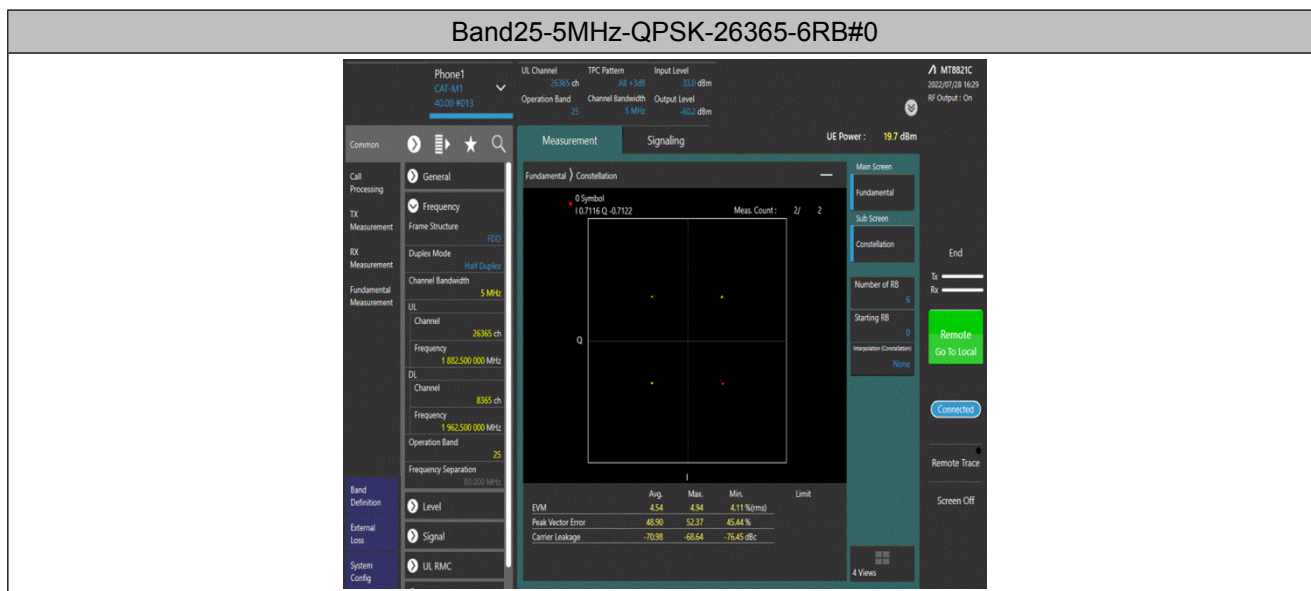 Band25-5MHz-QPSK-26365-6RB#0
Phone1
CAT-M1
40.00 #013
UL Channel
26365 ch
Operation Band
25
TPC Pattern
All +3dB
Channel Bandwidth
5 MHz
Input Level
33.0 dBm
Output Level
-60.2 dBm
MT8821C
2022/07/28 16:29
RF Output : On
Common
Call
Processing
TX
Measurement
RX
Measurement
Fundamental
Measurement
Band
Definition
External
Loss
System
Config
General
Frequency
Frame Structure
FDD
Duplex Mode
Half Duplex
Channel Bandwidth
5 MHz
UL
Channel
26365 ch
Frequency
1 882.500 000 MHz
DL
Channel
8365 ch
Frequency
1 962.500 000 MHz
Operation Band
25
Frequency Separation
80.000 MHz
Level
Signal
UL RMC
Measurement
Signaling
UE Power : 19.7 dBm
Fundamental
Constellation
0 Symbol
I 0.7116 Q -0.7122
Meas. Count : 2/ 2
Q
I
Avg. Max. Min. Limit
EVM 4.54 4.94 4.11 %(rms)
Peak Vector Error 48.90 52.37 45.44 %
Carrier Leakage -70.98 -68.64 -76.45 dBc
Main Screen
Fundamental
Sub Screen
Constellation
Number of RB
6
Starting RB
0
Interpolation (Constellation)
None
4 Views
End
Tx
Rx
Remote
Go To Local
Connected
Remote Trace
Screen Off